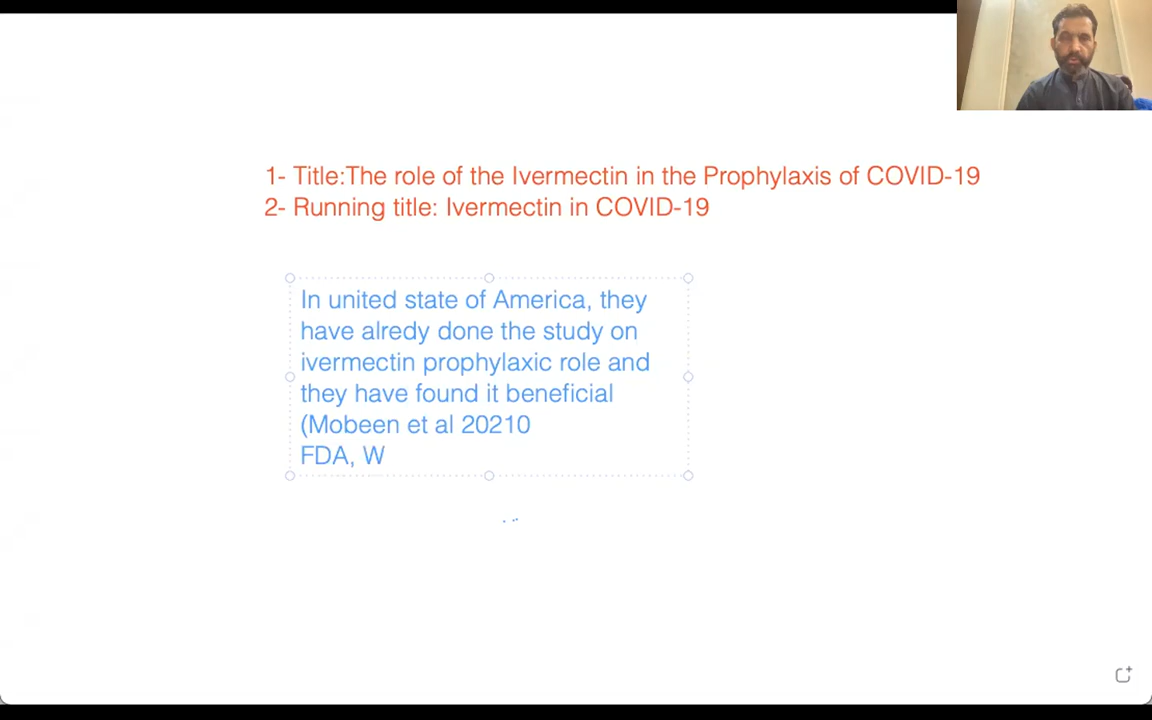 1- Title:The role of the Ivermectin in the Prophylaxis of COVID-19
2- Running title: Ivermectin in COVID-19
In united state of America, they
have alredy done the study on
ivermectin prophylaxic role and
they have found it beneficial
(Mobeen et al 20210
FDA, W